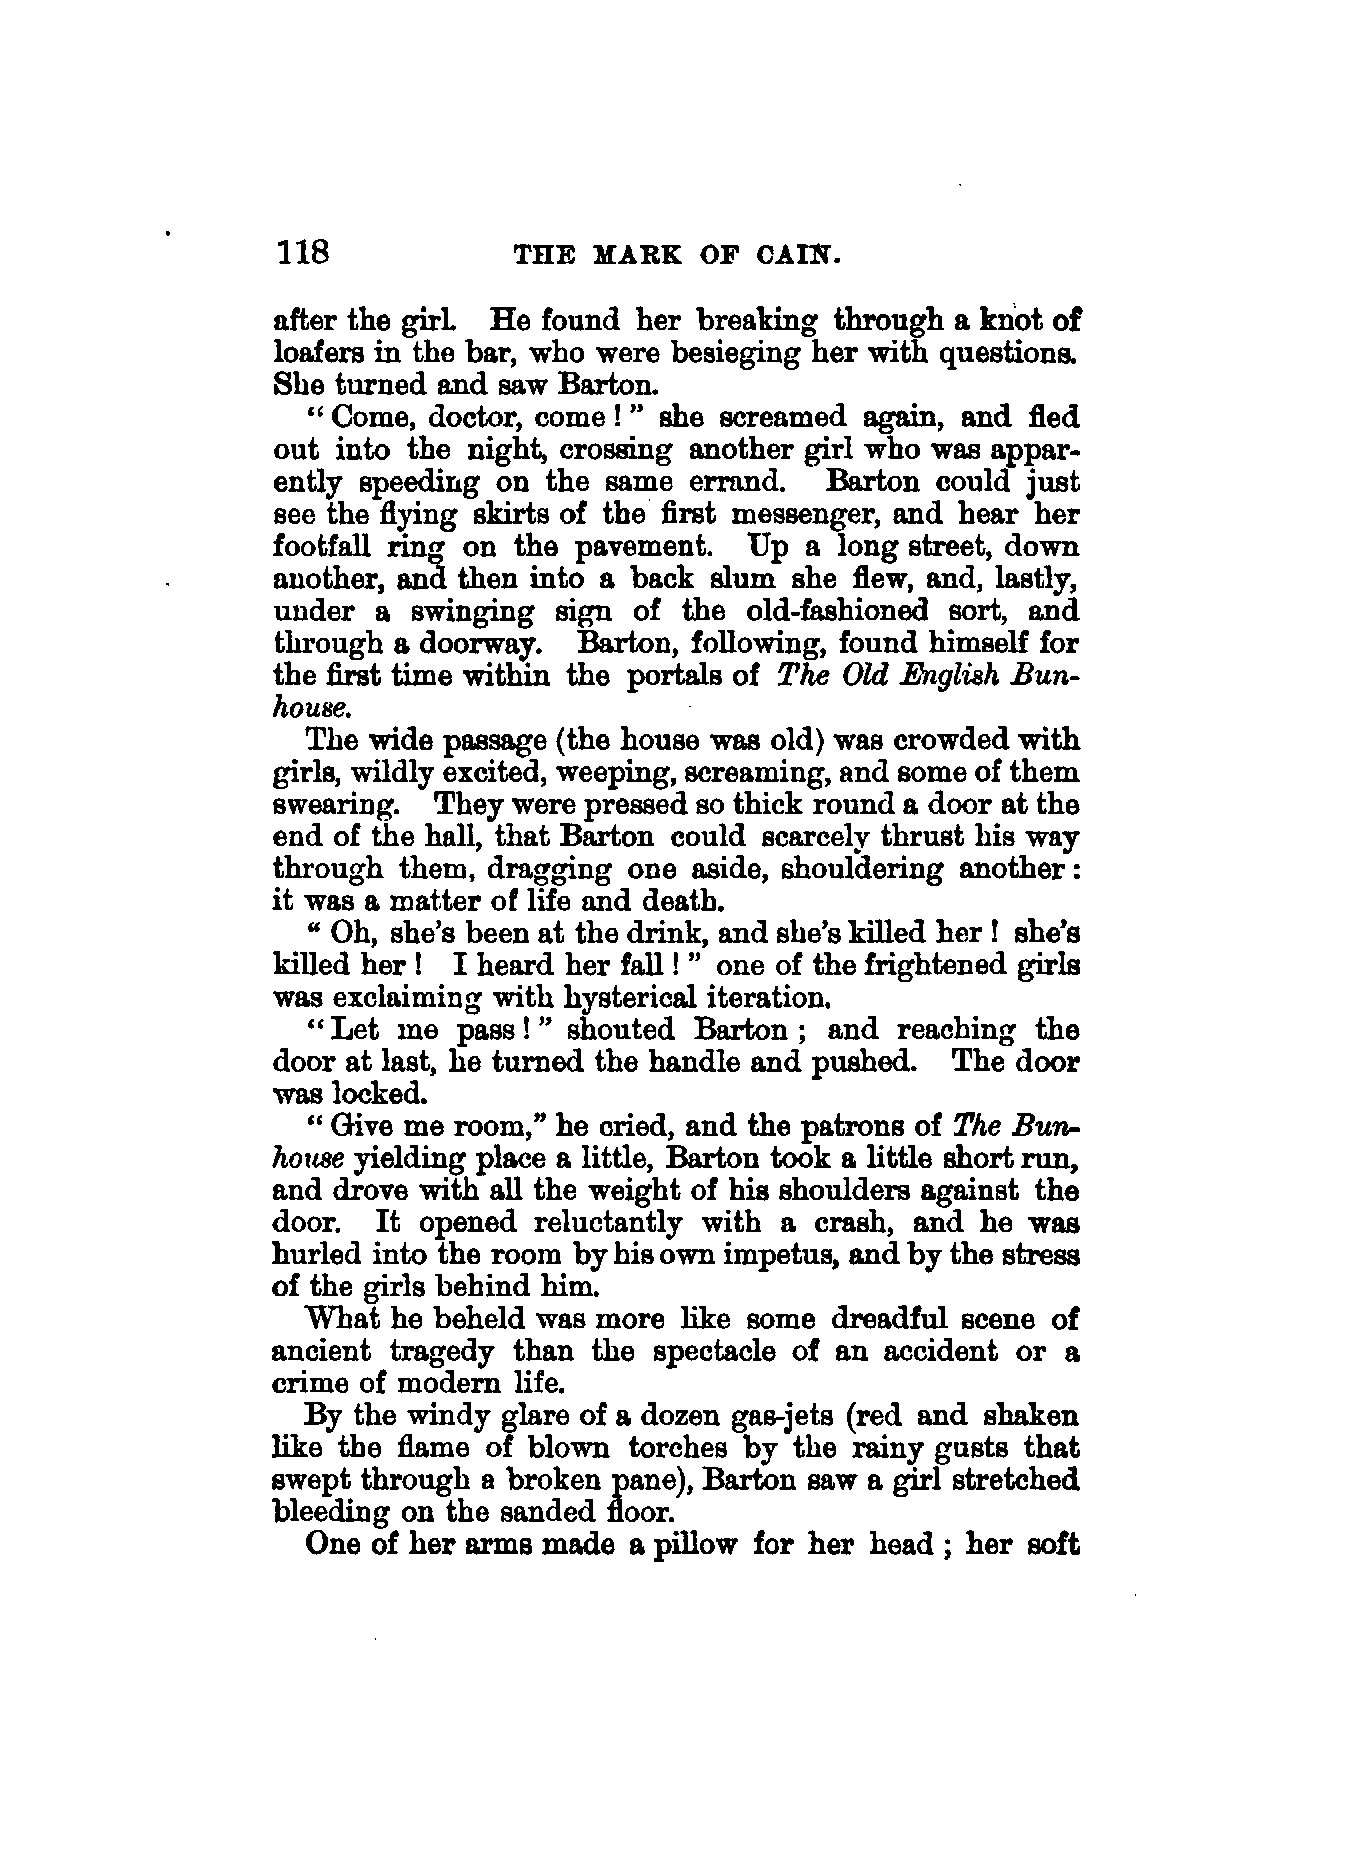 118 THE MARK OF CAIN.
after the girl. He found her breaking through a knot of
loafers in the bar, who were besieging her with questions.
She turned and saw Barton.
“Come, doctor, come!” she screamed again, and fled
out into the night, crossing another girl who was appar-
ently speeding on the same errand. Barton could just
see the flying skirts of the first messenger, and hear her
footfall ring on the pavement. Up a long street, down
another, and then into a back slum she flew, and, lastly,
under a swinging sign of the old-fashioned sort, and
through a doorway. Barton, following, found himself for
the first time within the portals of The Old English Bun-
house.
The wide passage (the house was old) was crowded with
girls, wildly excited, weeping, screaming, and some of them
swearing. They were pressed so thick round a door at the
end of the hall, that Barton could scarcely thrust his way
through them, dragging one aside, shouldering another:
it was a matter of life and death.
“Oh, she’s been at the drink, and she’s killed her! she’s
killed her! I heard her fall!” one of the frightened girls
was exclaiming with hysterical iteration.
“Let me pass!” shouted Barton; and reaching the
door at last, he turned the handle and pushed. The door
was locked.
“Give me room,” he cried, and the patrons of The Bun-
house yielding place a little, Barton took a little short run,
and drove with all the weight of his shoulders against the
door. It opened reluctantly with a crash, and he was
hurled into the room by his own impetus, and by the stress
of the girls behind him.
What he beheld was more like some dreadful scene of
ancient tragedy than the spectacle of an accident or a
crime of modern life.
By the windy glare of a dozen gas-jets (red and shaken
like the flame of blown torches by the rainy gusts that
swept through a broken pane), Barton saw a girl stretched
bleeding on the sanded floor.
One of her arms made a pillow for her head; her soft